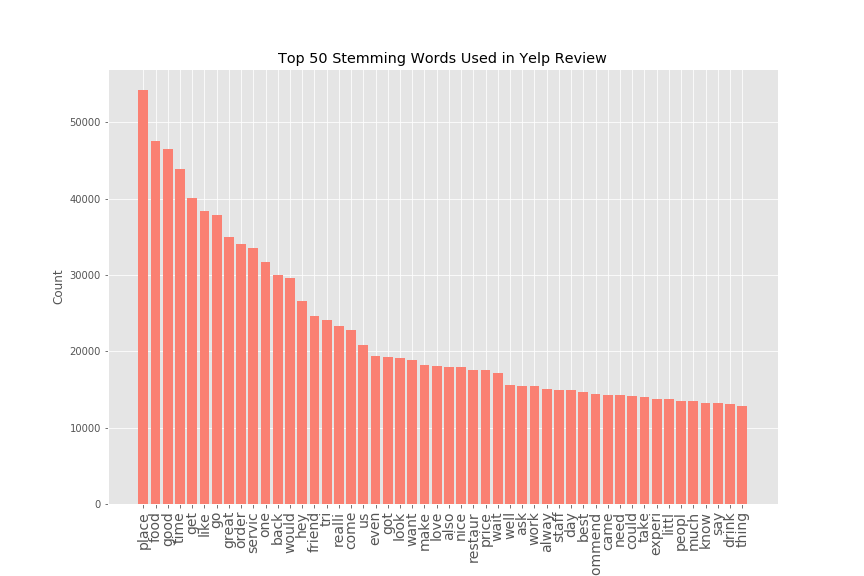 Top 50 Stemming Words Used in Yelp Review
Count
50000
40000
30000
20000
10000
0
place
food
good
time
get
like
go
great
order
servic
one
back
would
hey
friend
tri
realli
come
us
even
got
look
want
make
love
also
nice
restaur
price
wait
well
ask
work
alway
staff
day
best
ommend
came
need
could
take
experi
littl
peopl
much
know
say
drink
thing